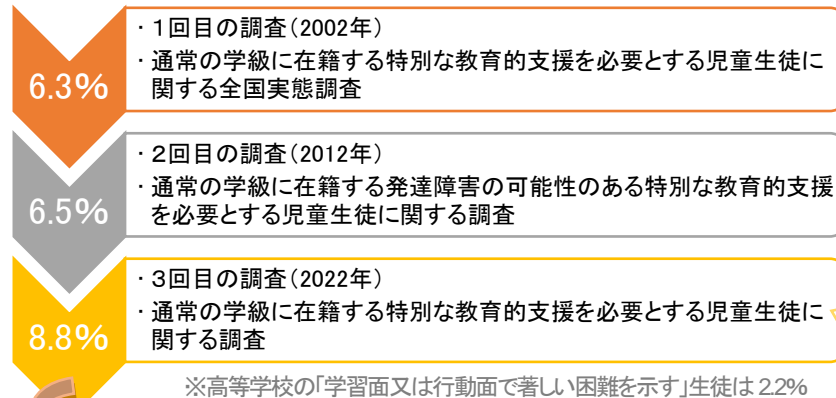 ・1回目の調査(2002年)
6.3%
・通常の学級に在籍する特別な教育的支援を必要とする児童生徒に
関する全国実態調査
・2回目の調査(2012年)
6.5%
・通常の学級に在籍する発達障害の可能性のある特別な教育的支援
を必要とする児童生徒に関する調査
・3回目の調査(2022年)
8.8%
・通常の学級に在籍する特別な教育的支援を必要とする児童生徒に
関する調査
※高等学校の「学習面又は行動面で著しい困難を示す」生徒は2.2%